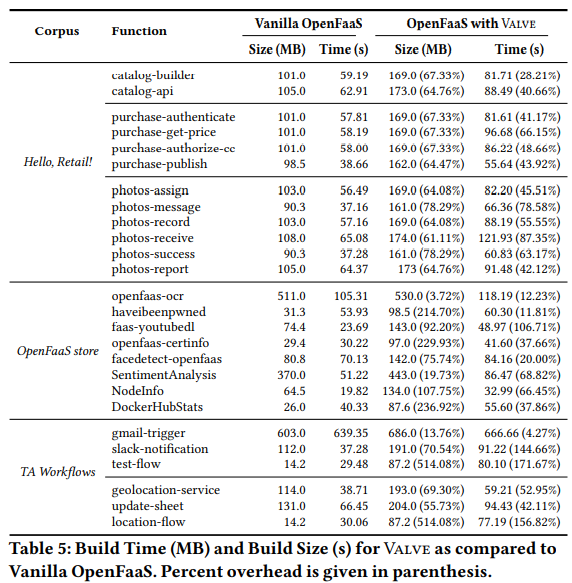 Corpus Function Vanilla OpenFaaS OpenFaaS with VALVE
Size (MB) Time (s) Size (MB) Time (s)
Hello, Retail!
catalog-builder 101.0 59.19 169.0 (67.33%) 81.71 (28.21%)
catalog-api 105.0 62.91 173.0 (64.76%) 88.49 (40.66%)
purchase-authenticate 101.0 57.81 169.0 (67.33%) 81.61 (41.17%)
purchase-get-price 101.0 58.19 169.0 (67.33%) 96.68 (66.15%)
purchase-authorize-cc 101.0 58.00 169.0 (67.33%) 86.22 (48.66%)
purchase-publish 98.5 38.66 162.0 (64.47%) 55.64 (43.92%)
photos-assign 103.0 56.49 169.0 (64.08%) 82.20 (45.51%)
photos-message 90.3 37.16 161.0 (78.29%) 66.36 (78.58%)
photos-record 103.0 57.16 169.0 (64.08%) 88.19 (55.55%)
photos-receive 108.0 65.08 174.0 (61.11%) 121.93 (87.35%)
photos-success 90.3 37.28 161.0 (78.29%) 60.83 (63.17%)
photos-report 105.0 64.37 173 (64.76%) 91.48 (42.12%)
OpenFaaS store
openfaas-ocr 511.0 105.31 530.0 (3.72%) 118.19 (12.23%)
haveibeenpwned 31.3 53.93 98.5 (214.70%) 60.30 (11.81%)
faas-youtubedl 74.4 23.69 143.0 (92.20%) 48.97 (106.71%)
openfaas-certinfo 29.4 30.22 97.0 (229.93%) 41.60 (37.66%)
facedetect-openfaas 80.8 70.13 142.0 (75.74%) 84.16 (20.00%)
SentimentAnalysis 370.0 51.22 443.0 (19.73%) 86.47 (68.82%)
NodeInfo 64.5 19.82 134.0 (107.75%) 32.99 (66.45%)
DockerHubStats 26.0 40.33 87.6 (236.92%) 55.60 (37.86%)
TA Workflows
gmail-trigger 603.0 639.35 686.0 (13.76%) 666.66 (4.27%)
slack-notification 112.0 37.28 191.0 (70.54%) 91.22 (144.66%)
test-flow 14.2 29.48 87.2 (514.08%) 80.10 (171.67%)
geolocation-service 114.0 38.71 193.0 (69.30%) 59.21 (52.95%)
update-sheet 131.0 66.45 204.0 (55.73%) 94.43 (42.11%)
location-flow 14.2 30.06 87.2 (514.08%) 77.19 (156.82%)
Table 5: Build Time (MB) and Build Size (s) for VALVE as compared to
Vanilla OpenFaaS. Percent overhead is given in parenthesis.